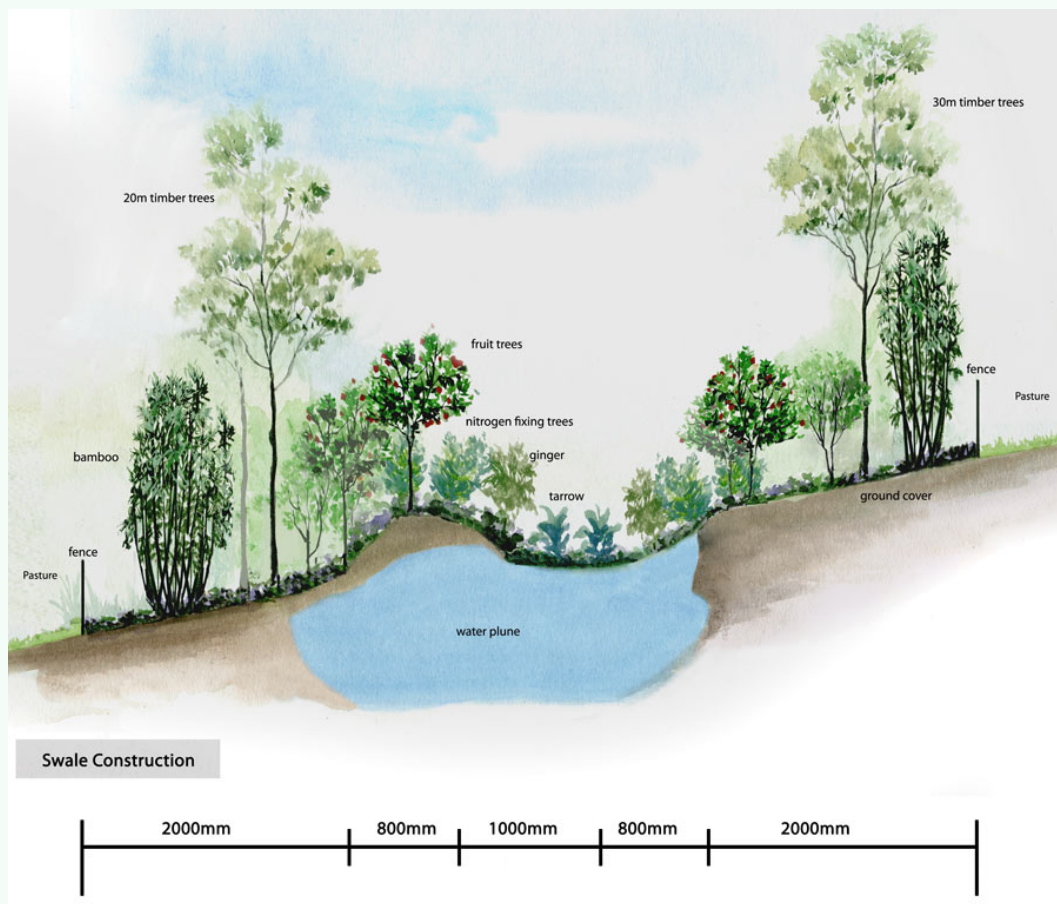 30m timber trees
20m timber trees
fruit trees
fence
Pasture
nitrogen fixing trees
bamboo
ginger
tarrow
ground cover
fence
Pasture
water plune
Swale Construction
2000mm
800mm
1000mm
800mm
2000mm